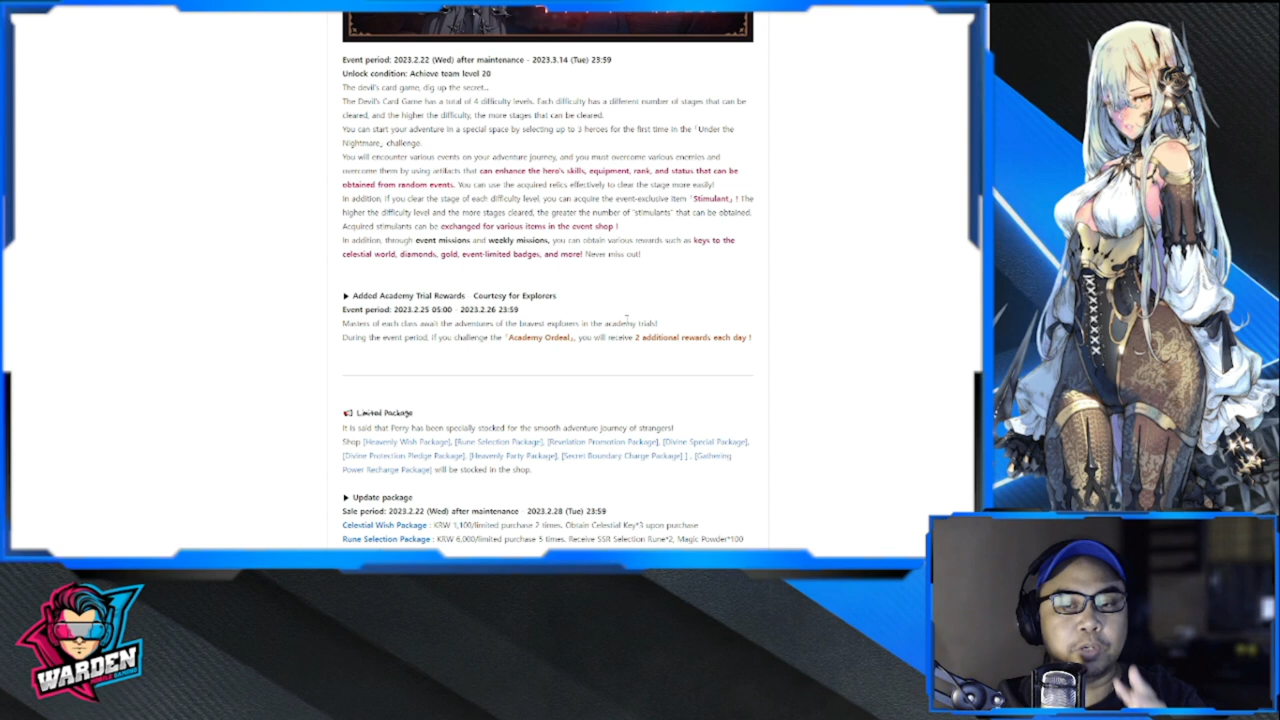 Event period: 2023.2.22 (Wed) after maintenance - 2023.3.14 (Tue) 23:59
Unlock condition: Achieve team level 20
The devil's card game, dig up the secret...
The Devil's Card Game has a total of 4 difficulty levels. Each difficulty has a different number of stages that can be
cleared, and the higher the difficulty, the more stages that can be cleared.
You can start your adventure in a special space by selecting up to 3 heroes for the first time in the 「Under the
Nightmare」 challenge.
You will encounter various events on your adventure journey, and you must overcome various enemies and
overcome them by using artifacts that can enhance the hero's skills, equipment, rank, and status that can be
obtained from random events. You can use the acquired relics effectively to clear the stage more easily!
In addition, if you clear the stage of each difficulty level, you can acquire the event-exclusive item 「Stimulant」 ! The
higher the difficulty level and the more stages cleared, the greater the number of "stimulants" that can be obtained.
Acquired stimulants can be exchanged for various items in the event shop !
In addition, through event missions and weekly missions, you can obtain various rewards such as keys to the
celestial world, diamonds, gold, event-limited badges, and more! Never miss out!
▶ Added Academy Trial Rewards - Courtesy for Explorers
Event period: 2023.2.25 05:00 - 2023.2.26 23:59
Masters of each class await the adventures of the bravest explorers in the academy trials!
During the event period, if you challenge the 「Academy Ordeal」, you will receive 2 additional rewards each day !
Limited Package
It is said that Perry has been specially stocked for the smooth adventure journey of strangers!
Shop [Heavenly Wish Package], [Rune Selection Package], [Revelation Promotion Package], [Divine Special Package],
[Divine Protection Pledge Package], [Heavenly Party Package], [Secret Boundary Charge Package] ] , [Gathering
Power Recharge Package] will be stocked in the shop.
▶ Update package
Sale period: 2023.2.22 (Wed) after maintenance - 2023.2.28 (Tue) 23:59
Celestial Wish Package : KRW 1,100/limited purchase 2 times. Obtain Celestial Key*3 upon purchase
Rune Selection Package : KRW 6,000/limited purchase 5 times. Receive SSR Selection Rune*2, Magic Powder*100
WARDEN
MOBILE GAMING